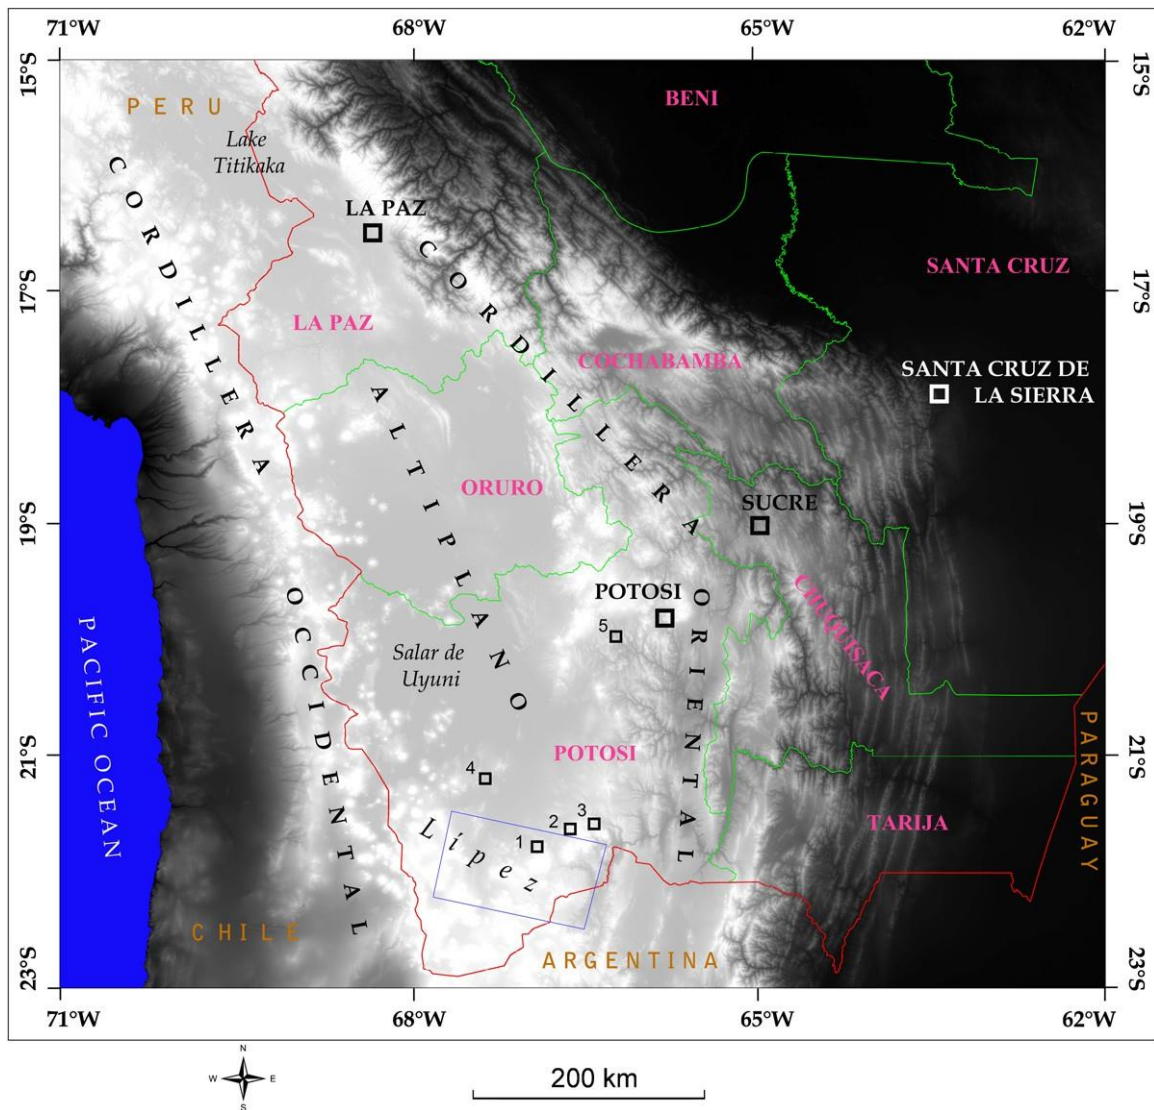 71°W 68°W 65°W 62°W
15°S 15°S
BENI
PERU
Lake
Titikaka
LA PAZ
CORDILLERA
CORDILLERA
SANTA CRUZ
17°S 17°S
LA PAZ
COCHABAMBA
SANTA CRUZ DE
LA SIERRA
ALTIPLANO
ORURO
SUCRE
19°S 19°S
POTOSI
CHUQUISACA
OCCIDENTAL
ORIENTAL
5
PACIFIC OCEAN
Salar de
Uyuni
POTOSI
21°S 21°S
PARAGUAY
4
3
2
1
TARIJA
Lípez
CHILE
ARGENTINA
23°S 23°S
71°W 68°W 65°W 62°W
N
W E
S
200 km